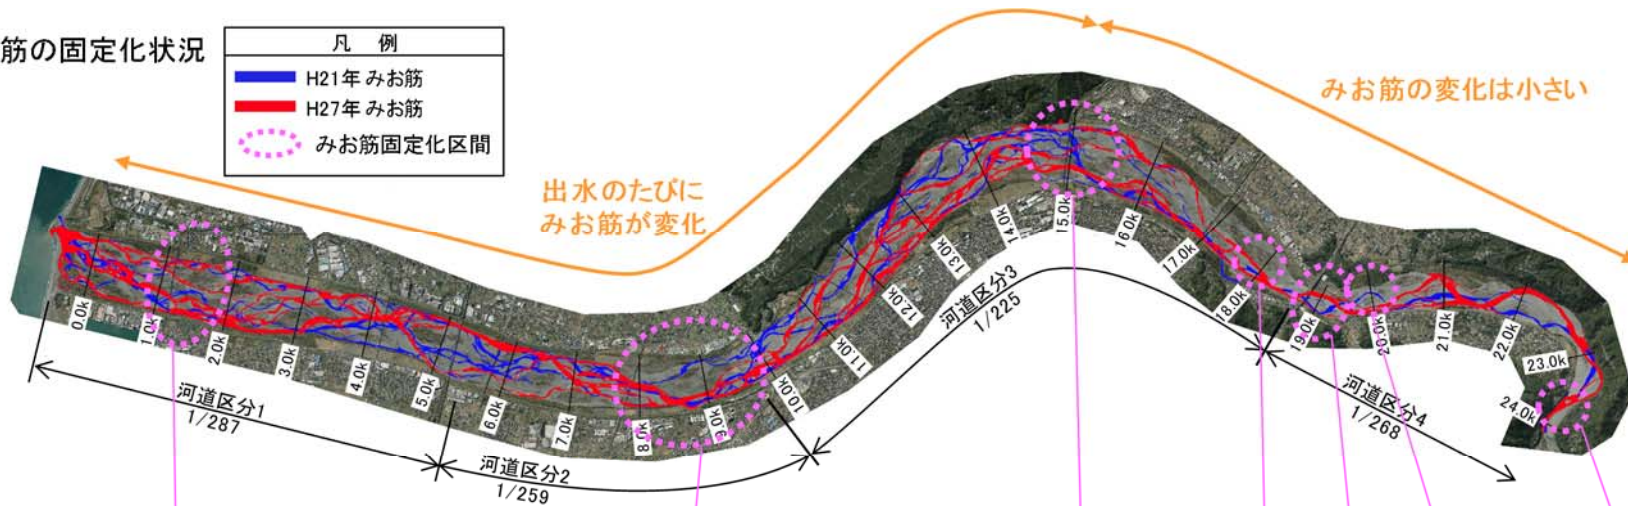 筋の固定化状況
凡 例
H21年 みお筋
H27年 みお筋
みお筋固定化区間
みお筋の変化は小さい
出水のたびに
みお筋が変化
0.0k
1.0k
2.0k
3.0k
4.0k
5.0k
6.0k
7.0k
8.0k
9.0k
10.0k
11.0k
12.0k
13.0k
14.0k
15.0k
16.0k
17.0k
18.0k
19.0k
20.0k
21.0k
22.0k
23.0k
24.0k
河道区分1
1/287
河道区分2
1/259
河道区分3
1/225
河道区分4
1/268